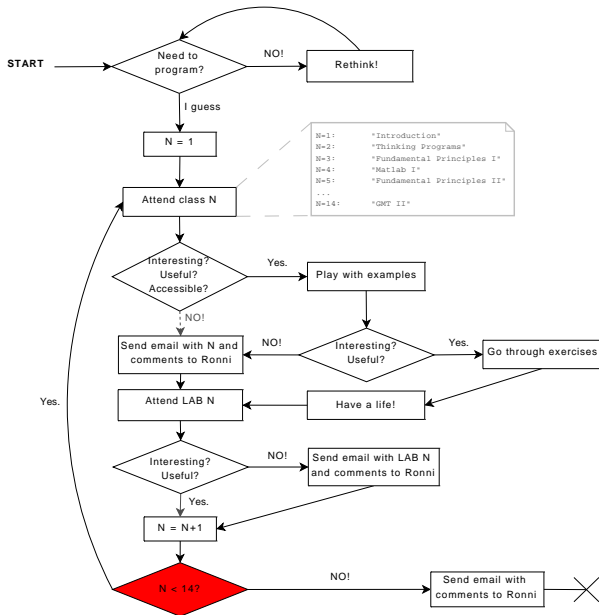 START
Need to
program?
NO!
Rethink!
I guess
N = 1
N=1: "Introduction"
N=2: "Thinking Programs"
N=3: "Fundamental Principles I"
N=4: "Matlab I"
N=5: "Fundamental Principles II"
...
N=14: "GMT II"
Attend class N
Interesting?
Useful?
Accessible?
Yes.
Play with examples
NO!
Send email with N and
comments to Ronni
NO!
Interesting?
Useful?
Yes.
Go through exercises
Yes.
Attend LAB N
Have a life!
Interesting?
Useful?
NO!
Send email with LAB N
and comments to Ronni
Yes.
N = N+1
N < 14?
NO!
Send email with
comments to Ronni